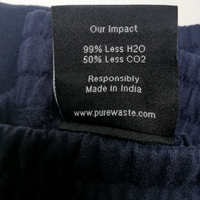 Our Impact
99% Less H2O
50% Less CO2
Responsibly
Made in India
www.purewaste.com